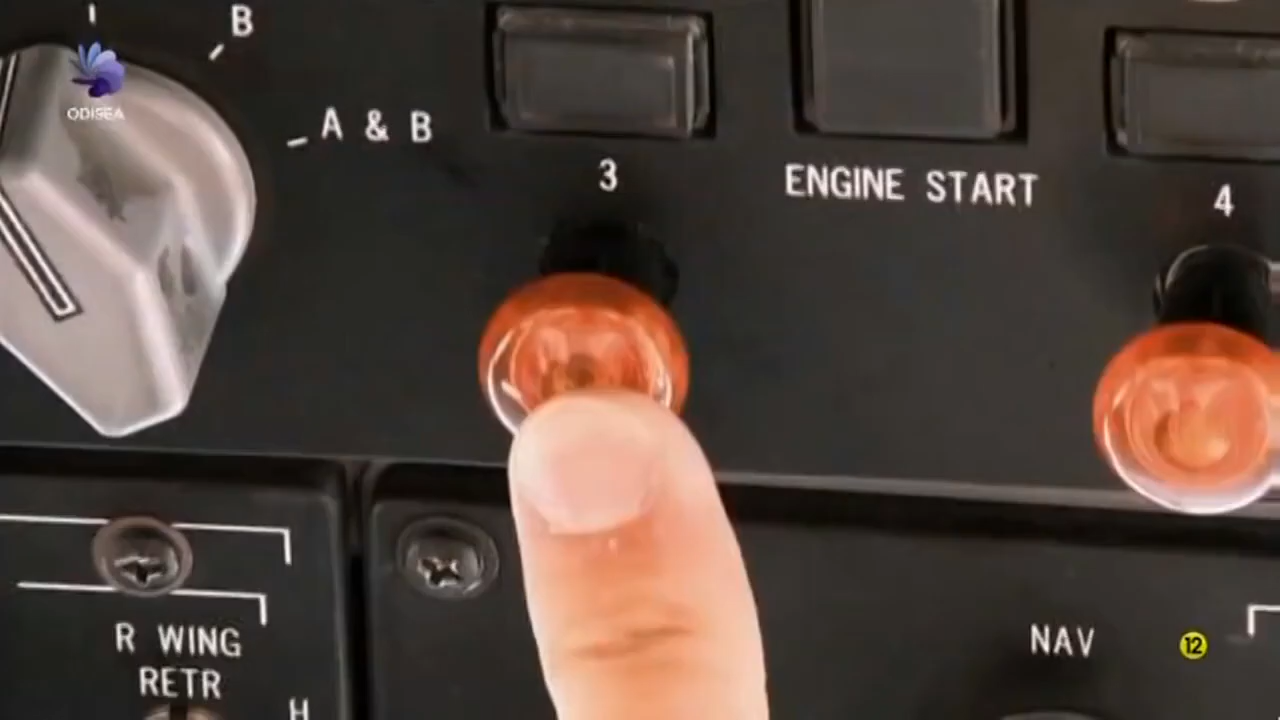 B
ODISEA
A & B
3
ENGINE START
4
R WING
RETR
NAV
12
H